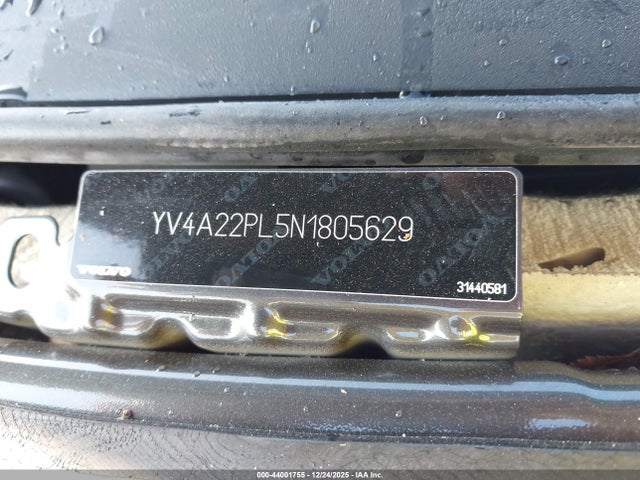 YV4A22PL5N1805629
VOLVO
31440581
000-44001755 — 12/24/2025 — IAA Inc.